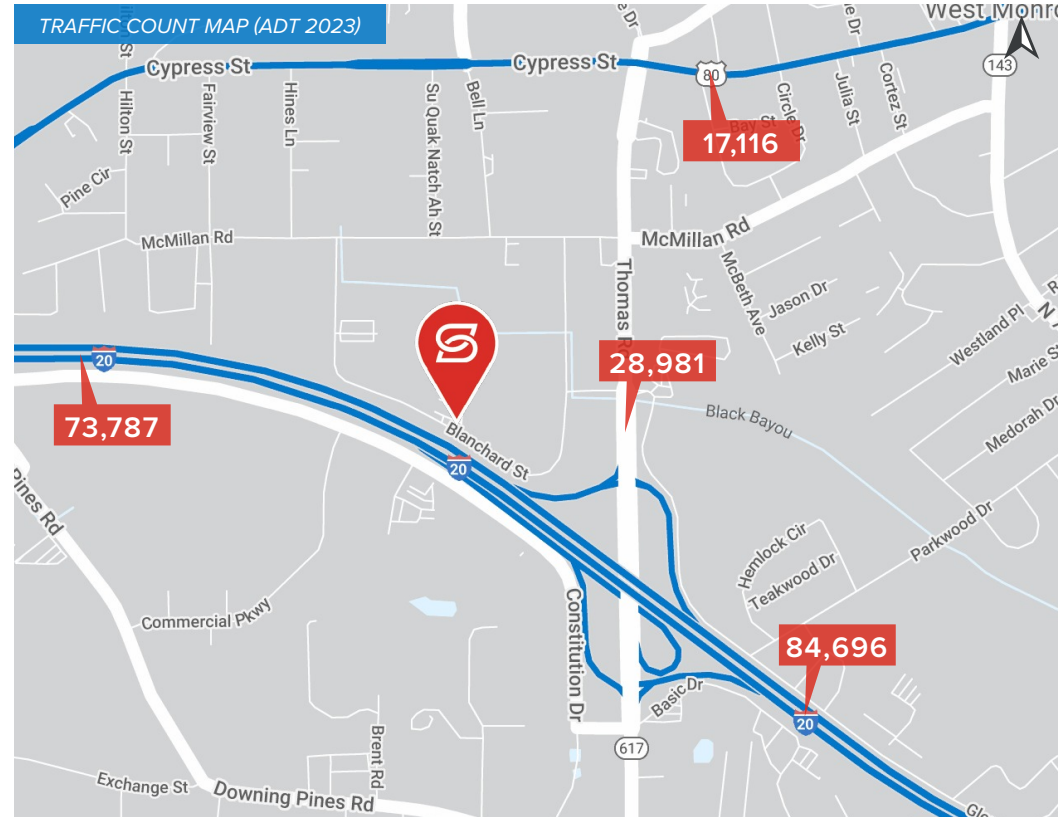 TRAFFIC COUNT MAP (ADT 2023)
West Monro
143
80
Cypress St
Cypress St
Hilton St
Fairview St
Hines Ln
Su Quak Natch Ah St
Bell Ln
Bay St
Circle Dr
Julia St
Cortez St
17,116
Pine Cir
McMillan Rd
McMillan Rd
McBeth Ave
Jason Dr
Kelly St
Westland Pl
Marie St
Medorah Dr
Thomas Rd
28,981
20
73,787
Black Bayou
Blanchard St
20
Pines Rd
Parkwood Dr
Hemlock Cir
Teakwood Dr
Commercial Pkwy
Constitution Dr
84,696
20
Basic Dr
617
Brent Rd
Exchange St
Downing Pines Rd